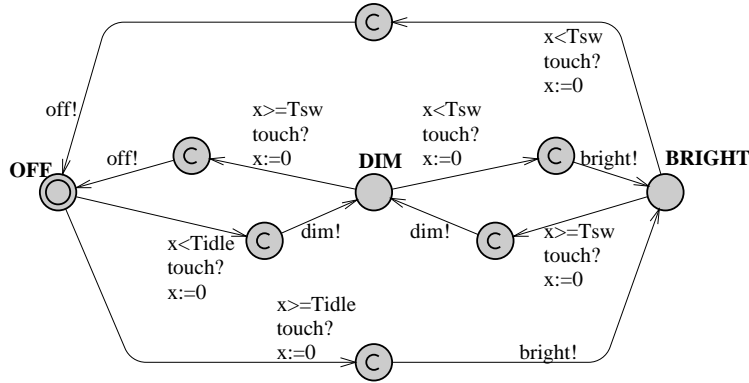 C
x<Tsw
touch?
x:=0
off!
x>=Tsw
touch?
x:=0
x<Tsw
touch?
x:=0
off!
C
C
bright!
OFF
DIM
BRIGHT
x<Tidle
touch?
x:=0
C
dim!
dim!
C
x>=Tsw
touch?
x:=0
x>=Tidle
touch?
x:=0
C
bright!